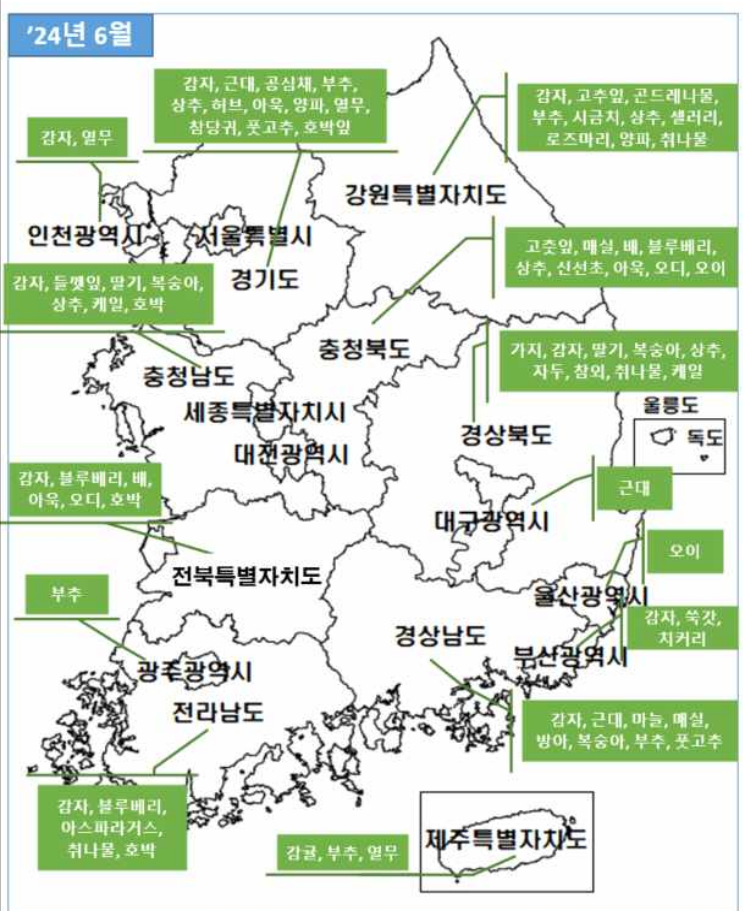 '24년 6월
감자, 근대, 공심채, 부추,
상추, 허브, 아욱, 양파, 열무,
참당귀, 풋고추, 호박잎
감자, 고추잎, 곤드레나물,
부추, 시금치, 상추, 샐러리,
로즈마리, 양파, 취나물
감자, 열무
강원특별자치도
인천광역시
서울특별시
경기도
고춧잎, 매실, 배, 블루베리,
상추, 신선초, 아욱, 오디, 오이
감자, 들깻잎, 딸기, 복숭아,
상추, 케일, 호박
충청북도
충청남도
가지, 감자, 딸기, 복숭아, 상추,
자두, 참외, 취나물, 케일
세종특별자치시
대전광역시
경상북도
울릉도
독도
감자, 블루베리, 배,
아욱, 오디, 호박
근대
대구광역시
오이
전북특별자치도
부추
울산광역시
감자, 쑥갓,
치커리
경상남도
부산광역시
광주광역시
전라남도
감자, 근대, 마늘, 매실,
방아, 복숭아, 부추, 풋고추
감자, 블루베리,
아스파라거스,
취나물, 호박
제주특별자치도
감귤, 부추, 열무